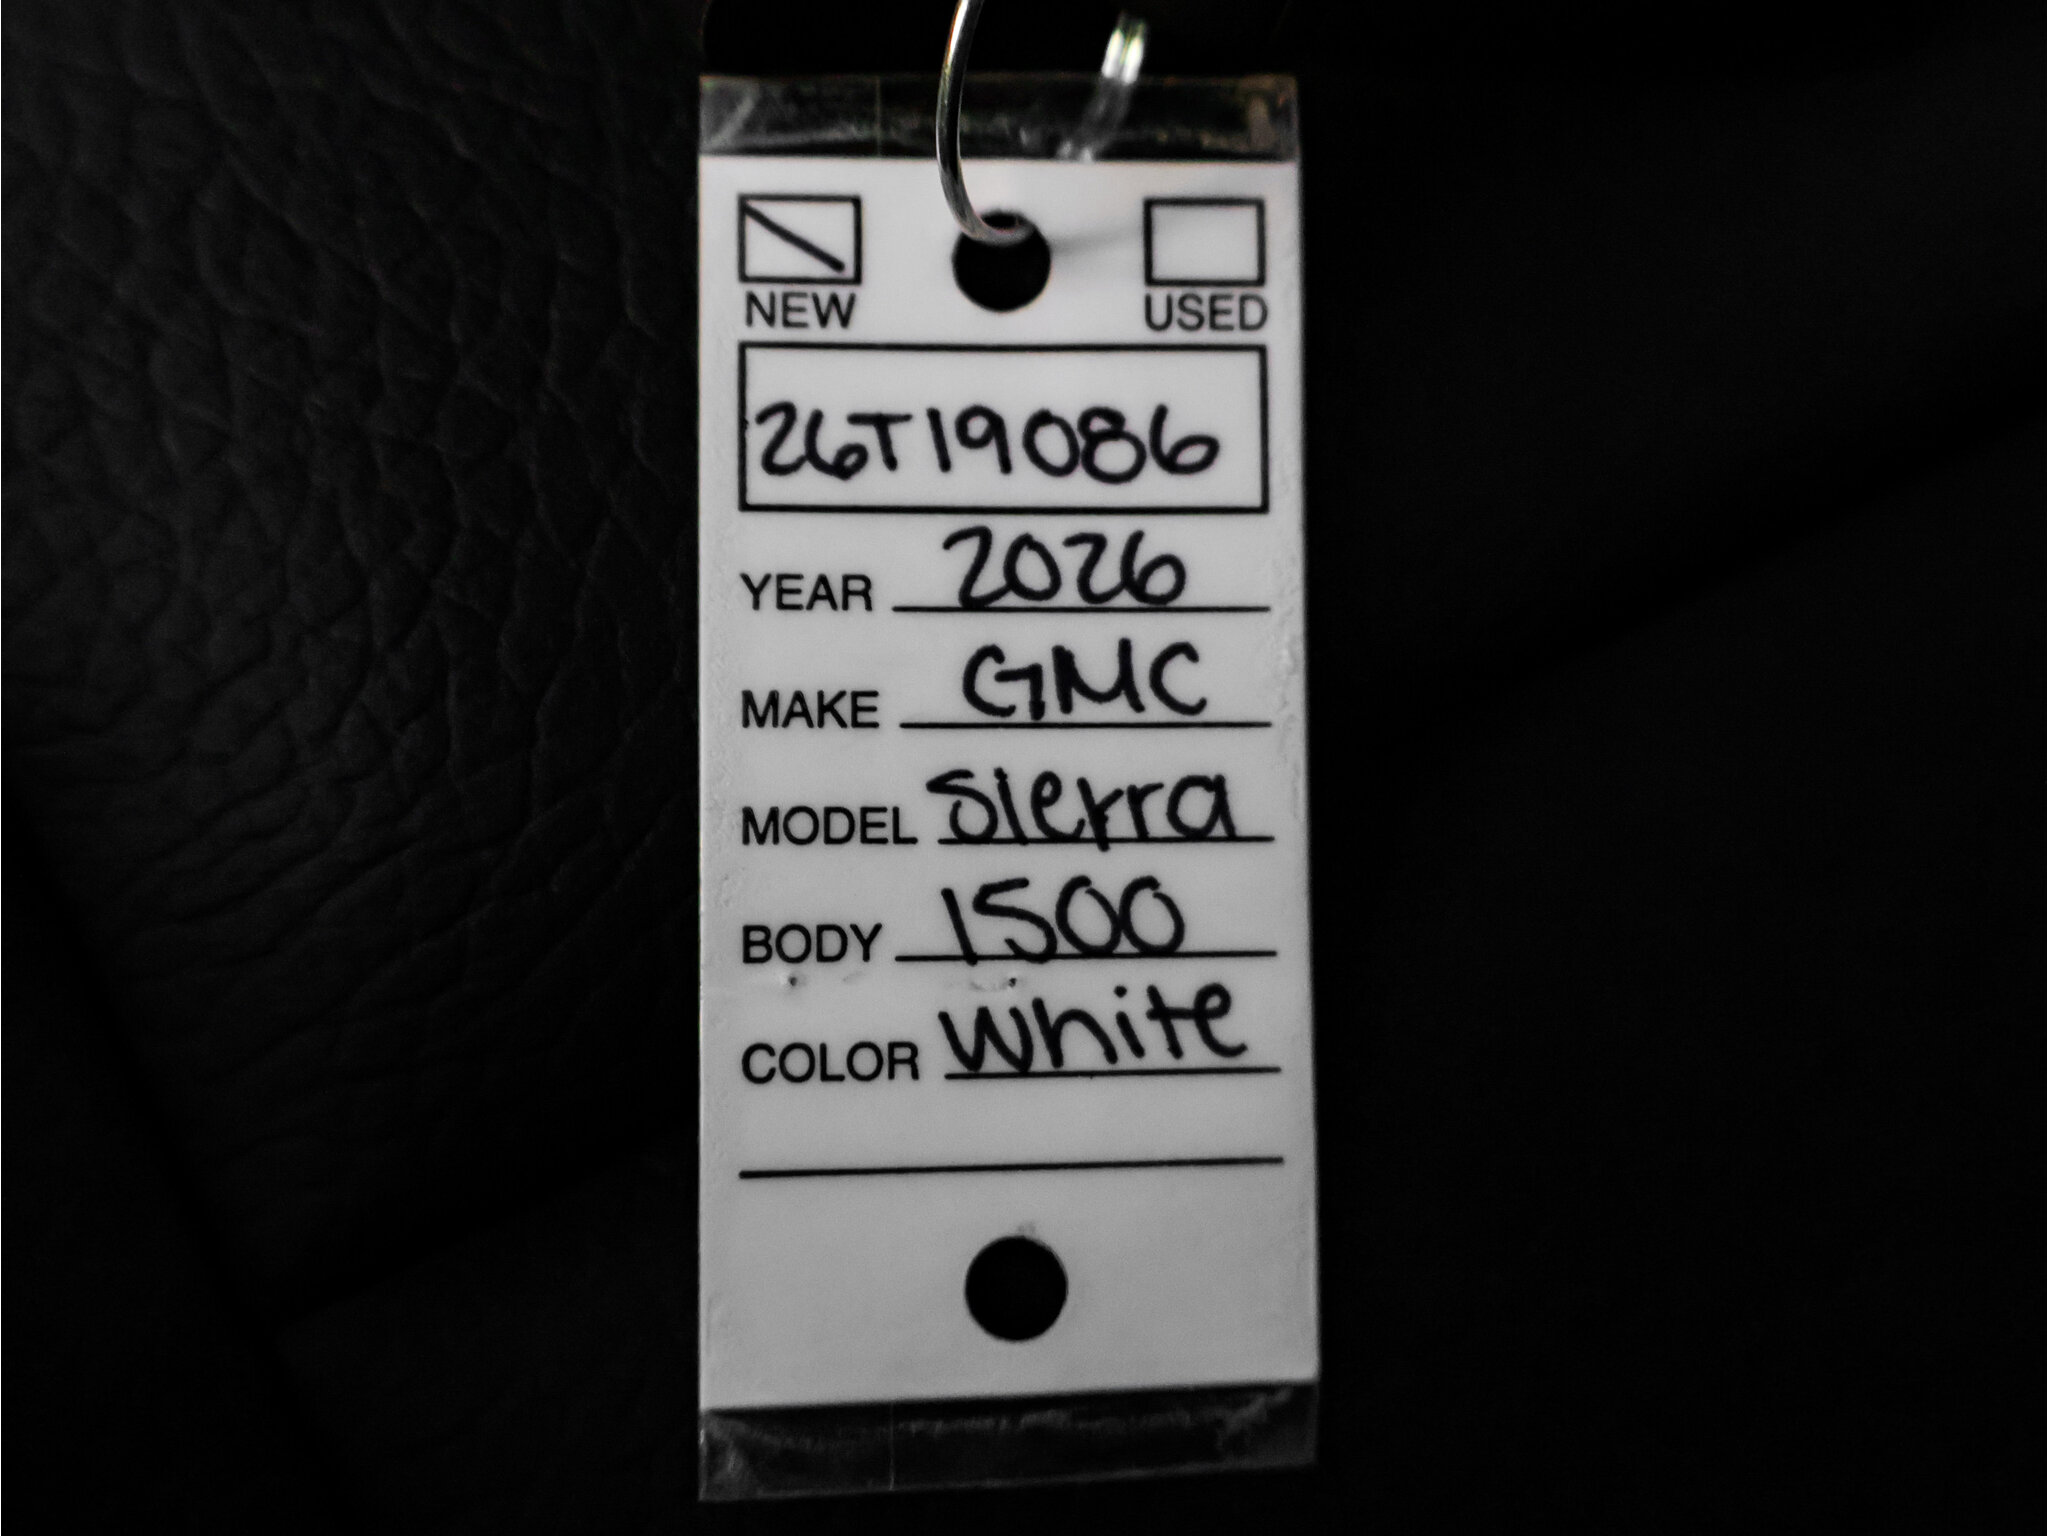 NEW USED
26T19086
YEAR 2026
MAKE GMC
MODEL Sierra
BODY 1500
COLOR White